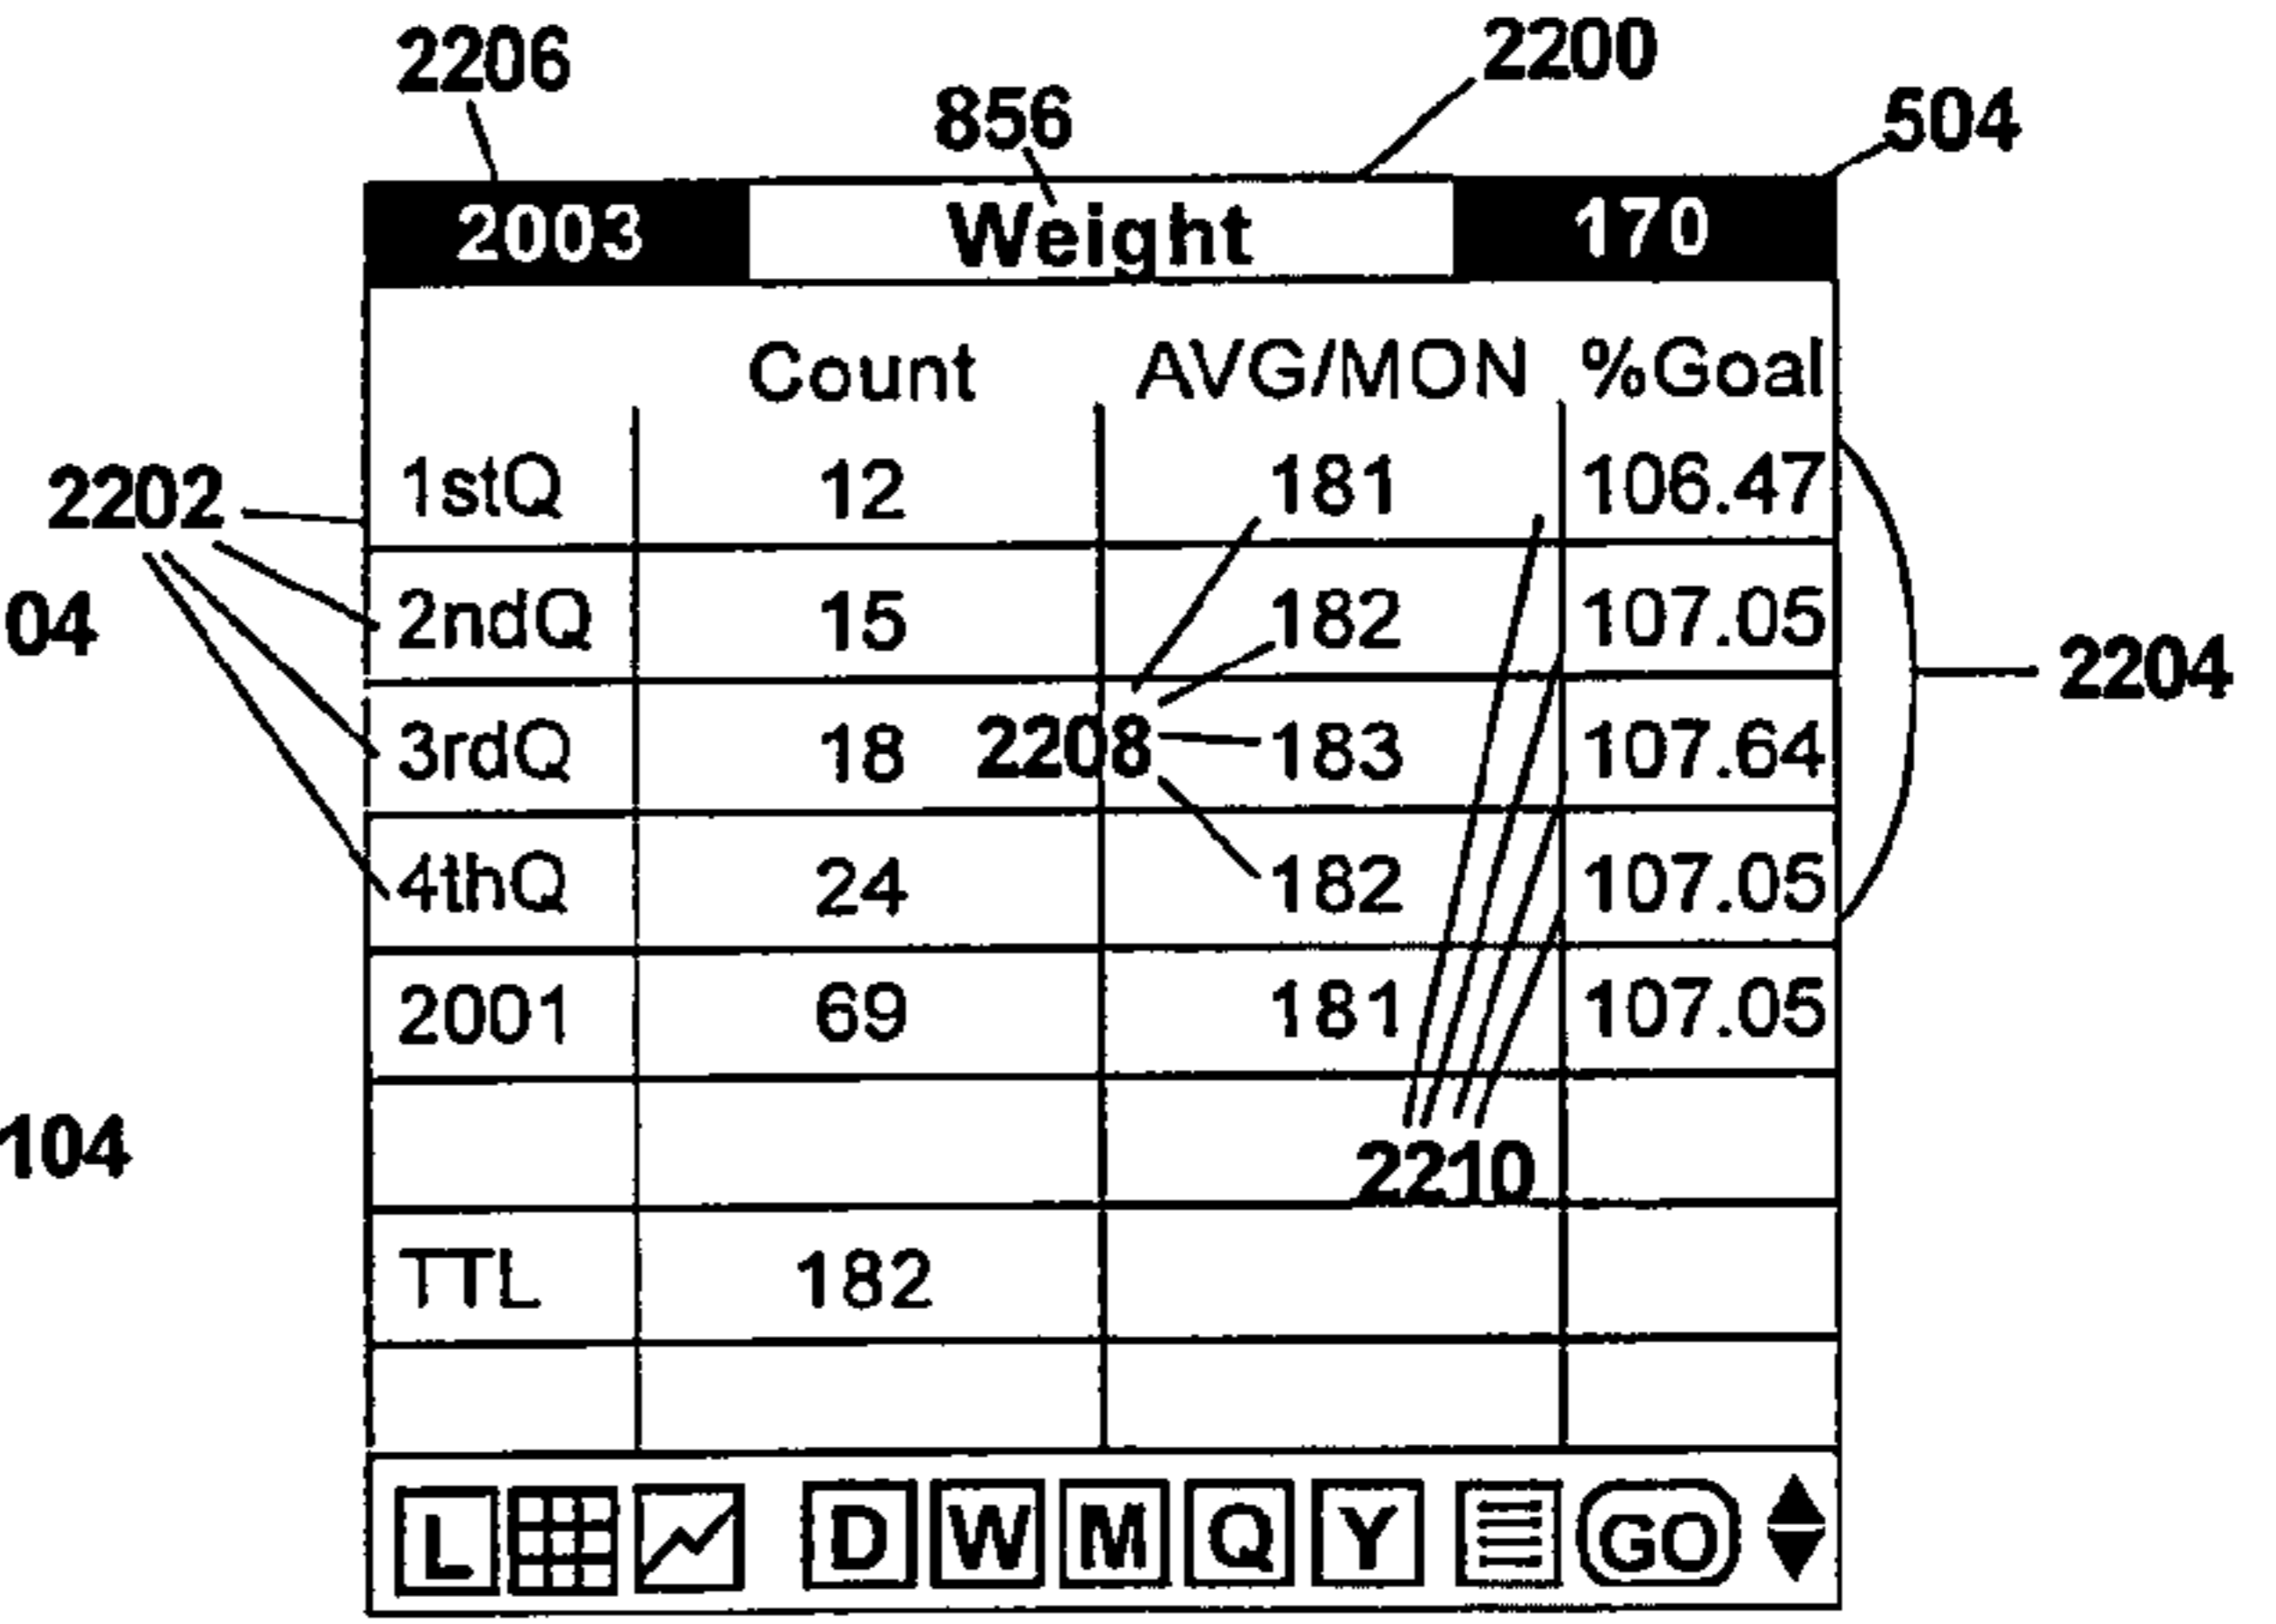 2206
2200
856
504
2003 Weight 170
Count AVG/MON %Goal
1stQ 12 181 106.47
2202
2ndQ 15 182 107.05
04
2204
3rdQ 18 2208 183 107.64
4thQ 24 182 107.05
2001 69 181 107.05
104
2210
TTL 182
L D W M Q Y GO